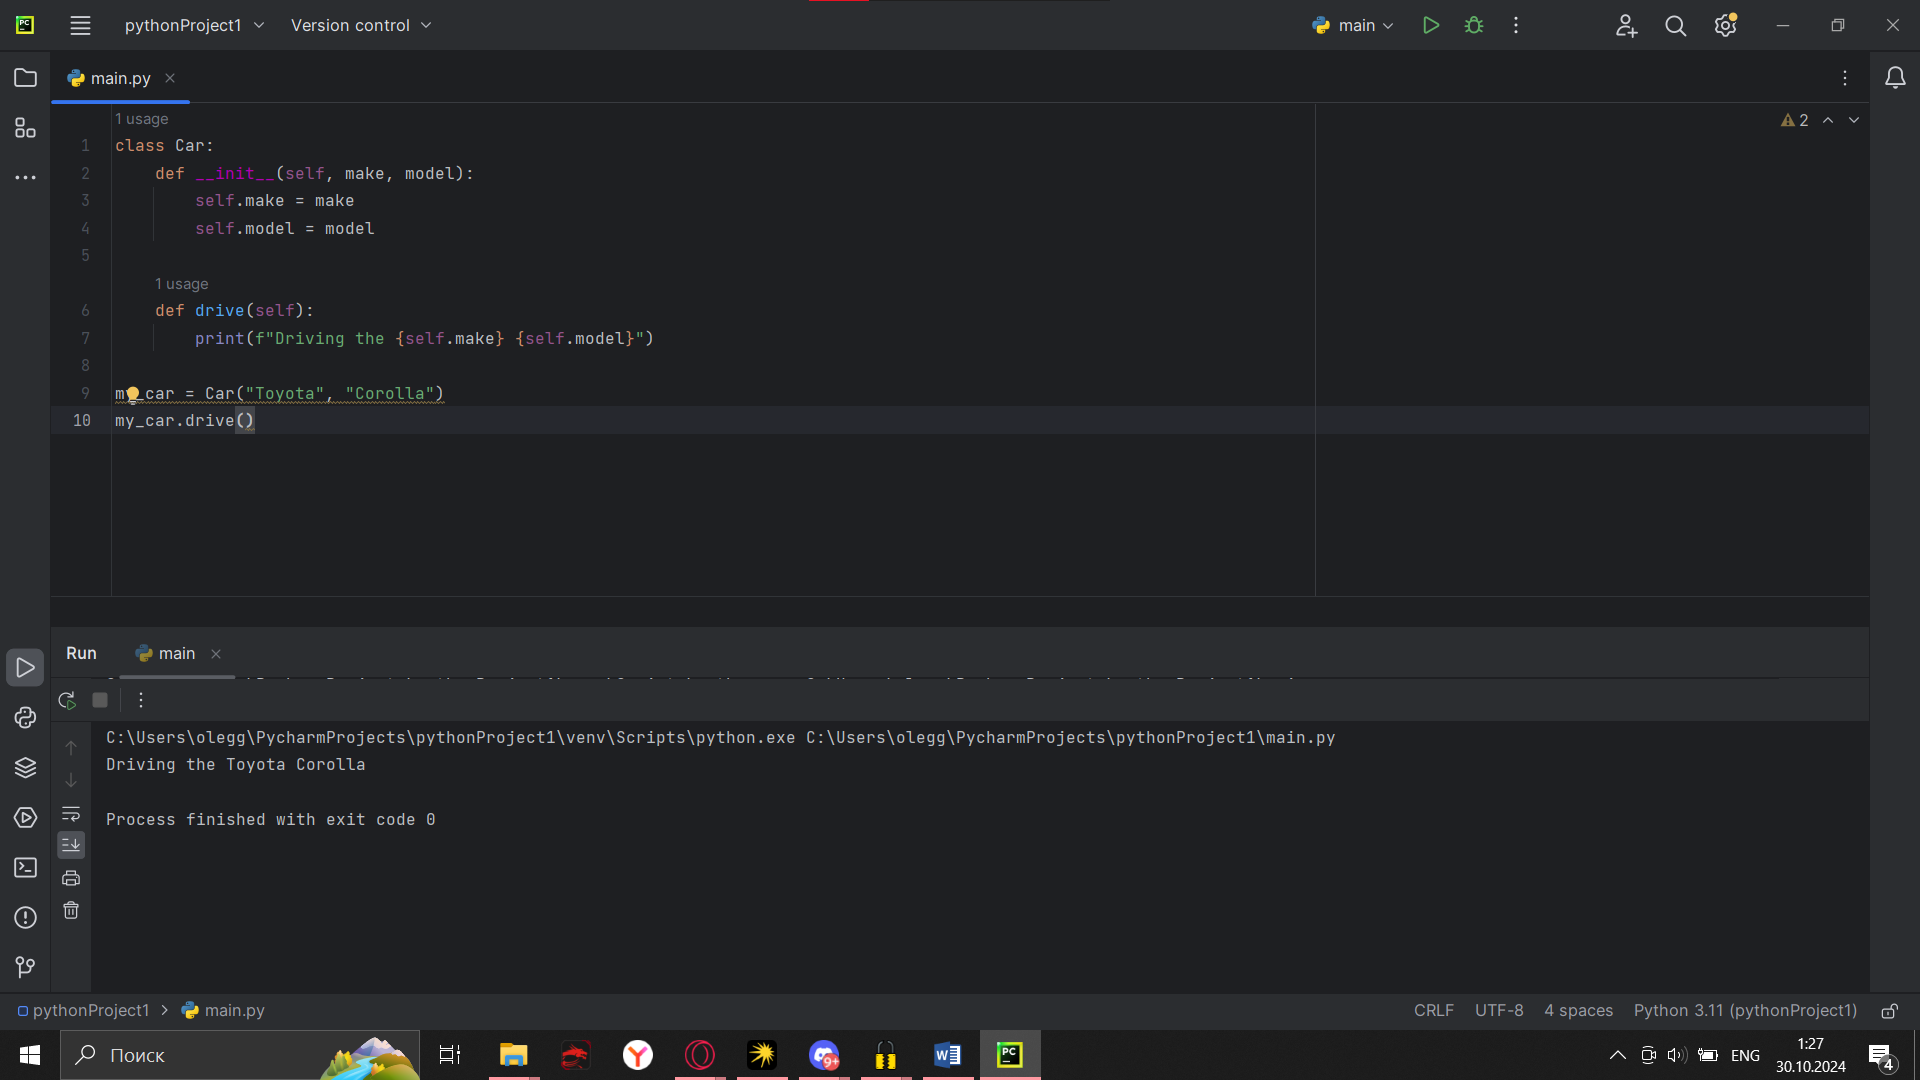 PC
pythonProject1
Version control
main
main.py
1 usage
2
1 class Car:
2 def __init__(self, make, model):
3 self.make = make
4 self.model = model
5
1 usage
6 def drive(self):
7 print(f"Driving the {self.make} {self.model}")
8
9 my_car = Car("Toyota", "Corolla")
10 my_car.drive()
Run
main
C:\Users\olegg\PycharmProjects\pythonProject1\venv\Scripts\python.exe C:\Users\olegg\PycharmProjects\pythonProject1\main.py
Driving the Toyota Corolla
Process finished with exit code 0
pythonProject1
main.py
CRLF
UTF-8
4 spaces
Python 3.11 (pythonProject1)
Поиск
9+
W
PC
ENG
1:27
30.10.2024
4